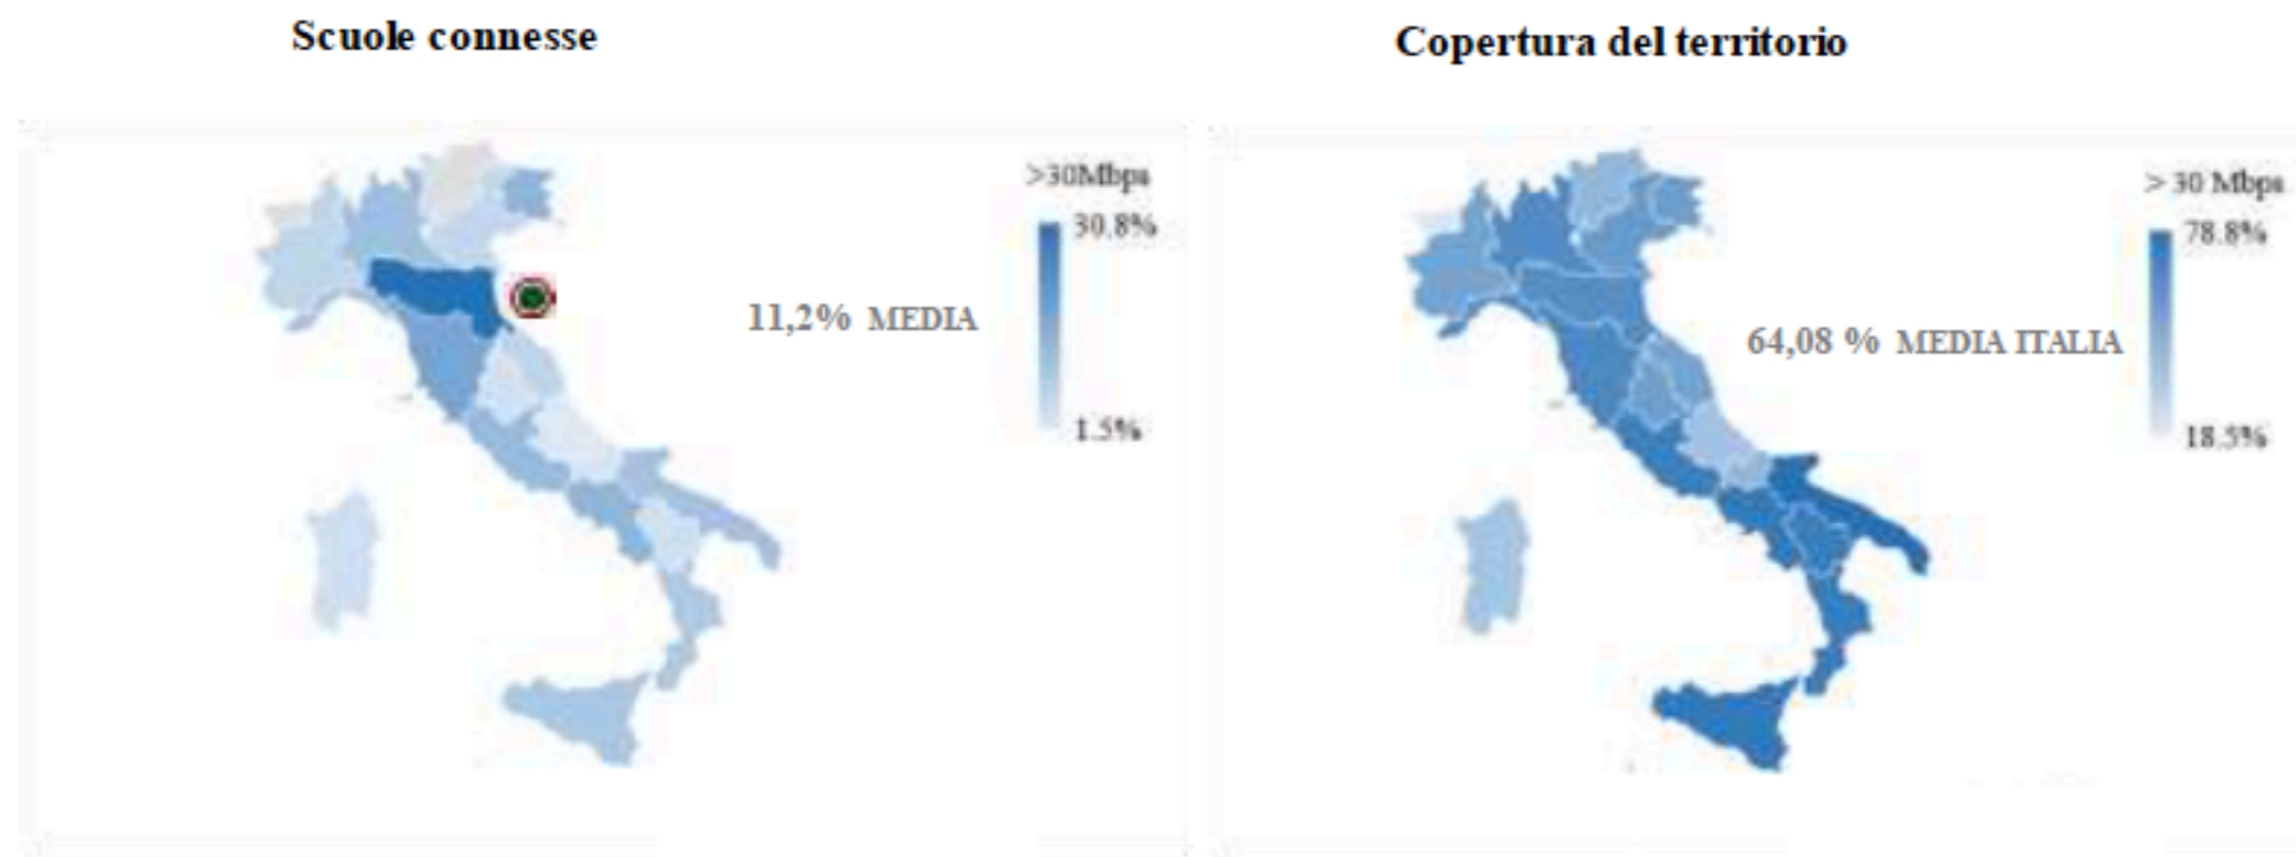 Scuole connesse
Copertura del territorio
>30Mbps
30.8%
11,2% MEDIA
1.5%
> 30 Mbps
78.8%
64,08 % MEDIA ITALIA
18.5%